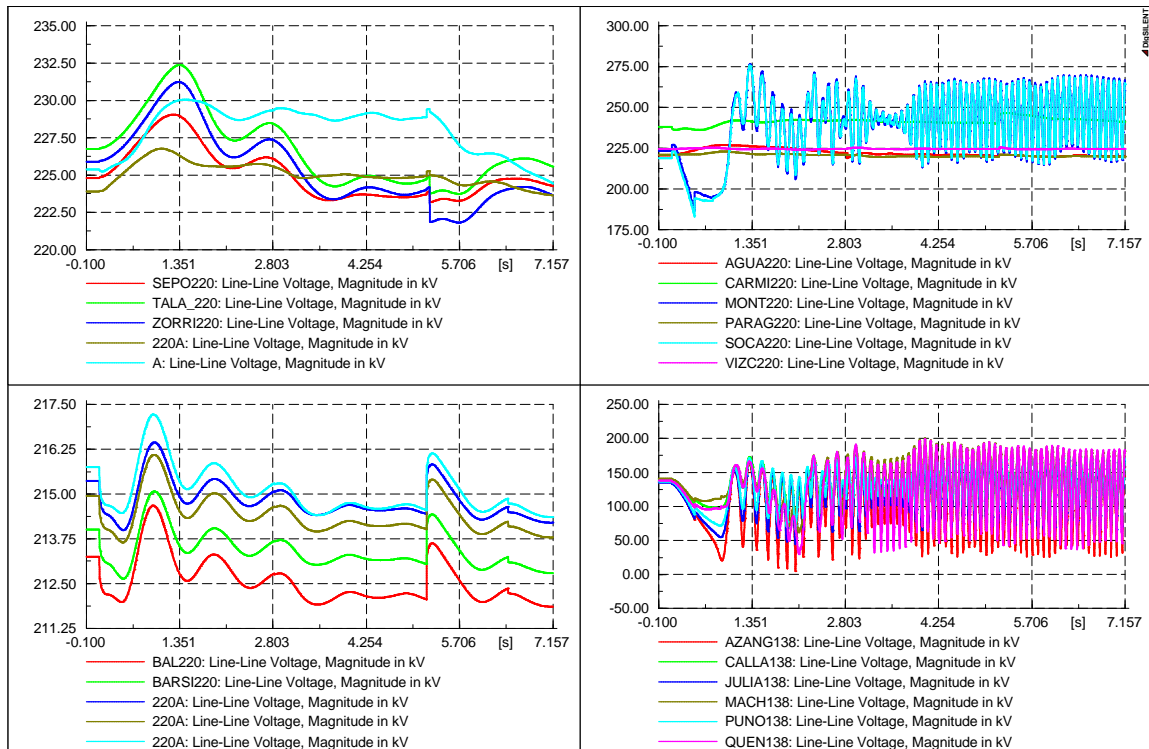 235.00
232.50
230.00
227.50
225.00
222.50
220.00
-0.100 1.351 2.803 4.254 5.706 [s] 7.157
SEPO220: Line-Line Voltage, Magnitude in kV
TALA_220: Line-Line Voltage, Magnitude in kV
ZORRI220: Line-Line Voltage, Magnitude in kV
220A: Line-Line Voltage, Magnitude in kV
A: Line-Line Voltage, Magnitude in kV
300.00
275.00
250.00
225.00
200.00
175.00
-0.100 1.351 2.803 4.254 5.706 [s] 7.157
AGUA220: Line-Line Voltage, Magnitude in kV
CARMI220: Line-Line Voltage, Magnitude in kV
MONT220: Line-Line Voltage, Magnitude in kV
PARAG220: Line-Line Voltage, Magnitude in kV
SOCA220: Line-Line Voltage, Magnitude in kV
VIZC220: Line-Line Voltage, Magnitude in kV
DIgSILENT
217.50
216.25
215.00
213.75
212.50
211.25
-0.100 1.351 2.803 4.254 5.706 [s] 7.157
BAL220: Line-Line Voltage, Magnitude in kV
BARSI220: Line-Line Voltage, Magnitude in kV
220A: Line-Line Voltage, Magnitude in kV
220A: Line-Line Voltage, Magnitude in kV
220A: Line-Line Voltage, Magnitude in kV
250.00
200.00
150.00
100.00
50.00
0.00
-50.00
-0.100 1.351 2.803 4.254 5.706 [s] 7.157
AZANG138: Line-Line Voltage, Magnitude in kV
CALLA138: Line-Line Voltage, Magnitude in kV
JULIA138: Line-Line Voltage, Magnitude in kV
MACH138: Line-Line Voltage, Magnitude in kV
PUNO138: Line-Line Voltage, Magnitude in kV
QUEN138: Line-Line Voltage, Magnitude in kV